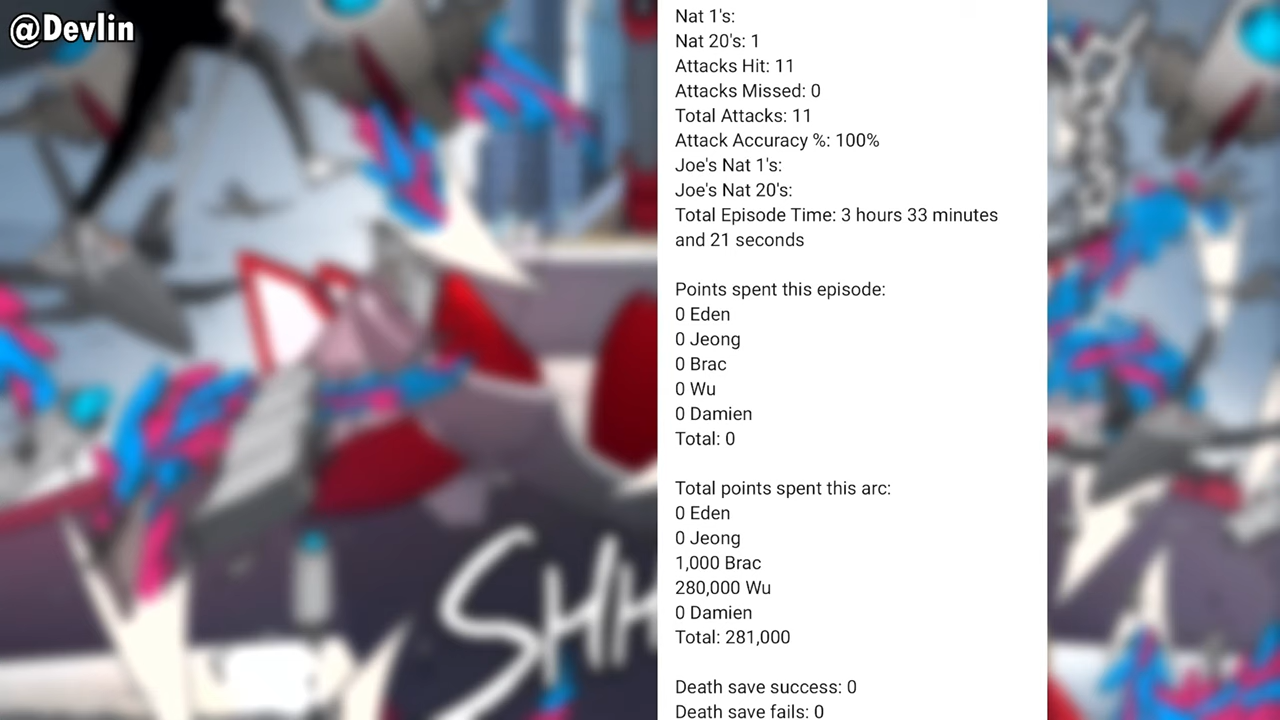 @Devlin
Nat 1's:
Nat 20's: 1
Attacks Hit: 11
Attacks Missed: 0
Total Attacks: 11
Attack Accuracy %: 100%
Joe's Nat 1's:
Joe's Nat 20's:
Total Episode Time: 3 hours 33 minutes
and 21 seconds
Points spent this episode:
0 Eden
0 Jeong
0 Brac
0 Wu
0 Damien
Total: 0
Total points spent this arc:
0 Eden
0 Jeong
1,000 Brac
280,000 Wu
0 Damien
Total: 281,000
Death save success: 0
Death save fails: 0
SHH